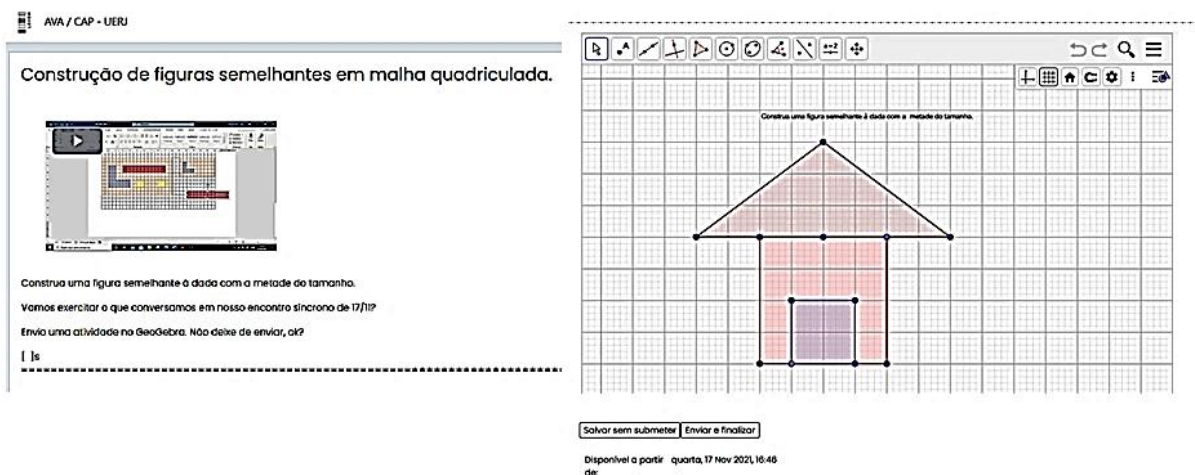 AVA / CAP - UERJ
Construção de figuras semelhantes em malha quadriculada.
Construa uma figura semelhante à dada com a metade do tamanho.
Vamos exercitar o que conversamos em nosso encontro síncrono de 17/11?
Envio uma atividade no GeoGebra. Não deixe de enviar, ok?
[ ]s
Construa uma figura semelhante à dada com a metade do tamanho.
Salvar sem submeter Enviar e finalizar
Disponível a partir quarta, 17 Nov 2021, 16:46
de: